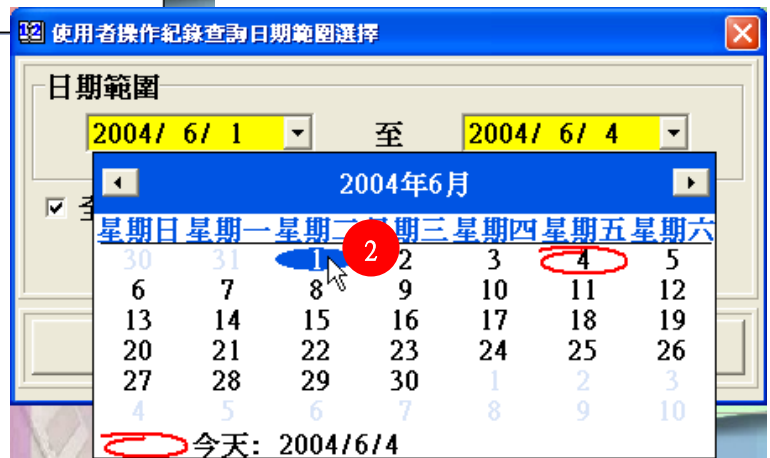 使用者操作紀錄查詢日期範圍選擇
日期範圍
2004/ 6/ 1 至 2004/ 6/ 4
2004年6月
星期日 星期一 星期二 星期三 星期四 星期五 星期六
30 31 1 2 3 4 5
2
6 7 8 9 10 11 12
13 14 15 16 17 18 19
20 21 22 23 24 25 26
27 28 29 30 1 2 3
4 5 6 7 8 9 10
今天: 2004/6/4